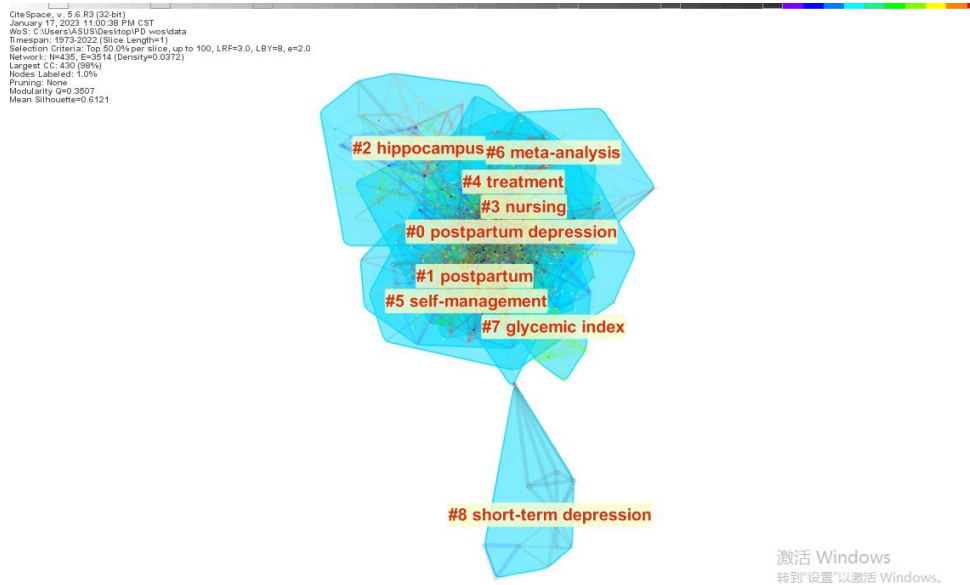 CiteSpace, v. 5.6.R3 (32-bit)
January 17, 2023 11:00:38 PM CST
WoS: C:\Users\ASUS\Desktop\PD wos\data
Timespan: 1973-2022 (Slice Length=1)
Selection Criteria: Top 50.0% per slice, up to 100, LRF=3.0, LBY=8, e=2.0
Network: N=435, E=3514 (Density=0.0372)
Largest CC: 430 (98%)
Nodes Labeled: 1.0%
Pruning: None
Modularity Q=0.3507
Mean Silhouette=0.6121
#2 hippocampus
#6 meta-analysis
#4 treatment
#3 nursing
#0 postpartum depression
#1 postpartum
#5 self-management
#7 glycemic index
#8 short-term depression
激活 Windows
转到"设置"以激活 Windows。